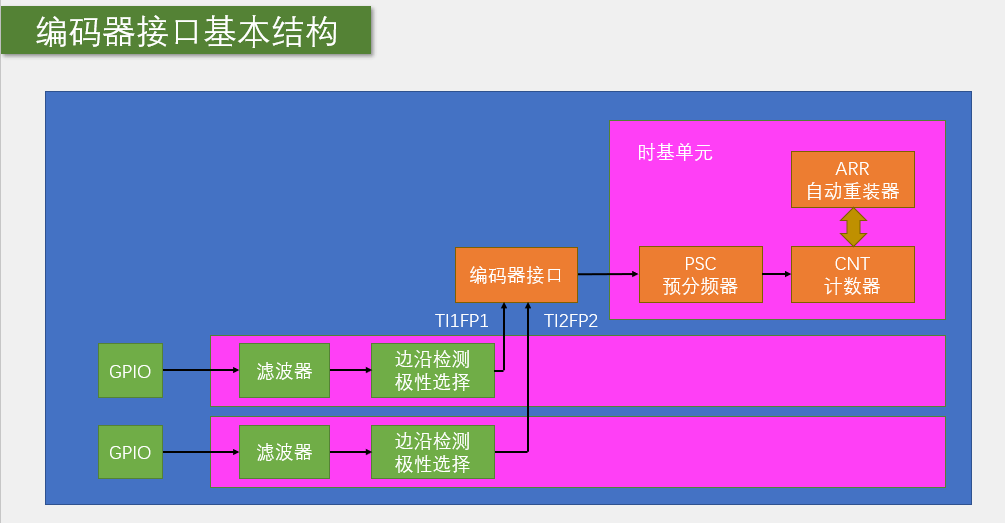 编码器接口基本结构
时基单元
ARR
自动重装器
编码器接口
PSC
预分频器
CNT
计数器
TI1FP1
TI2FP2
GPIO
滤波器
边沿检测
极性选择
GPIO
滤波器
边沿检测
极性选择